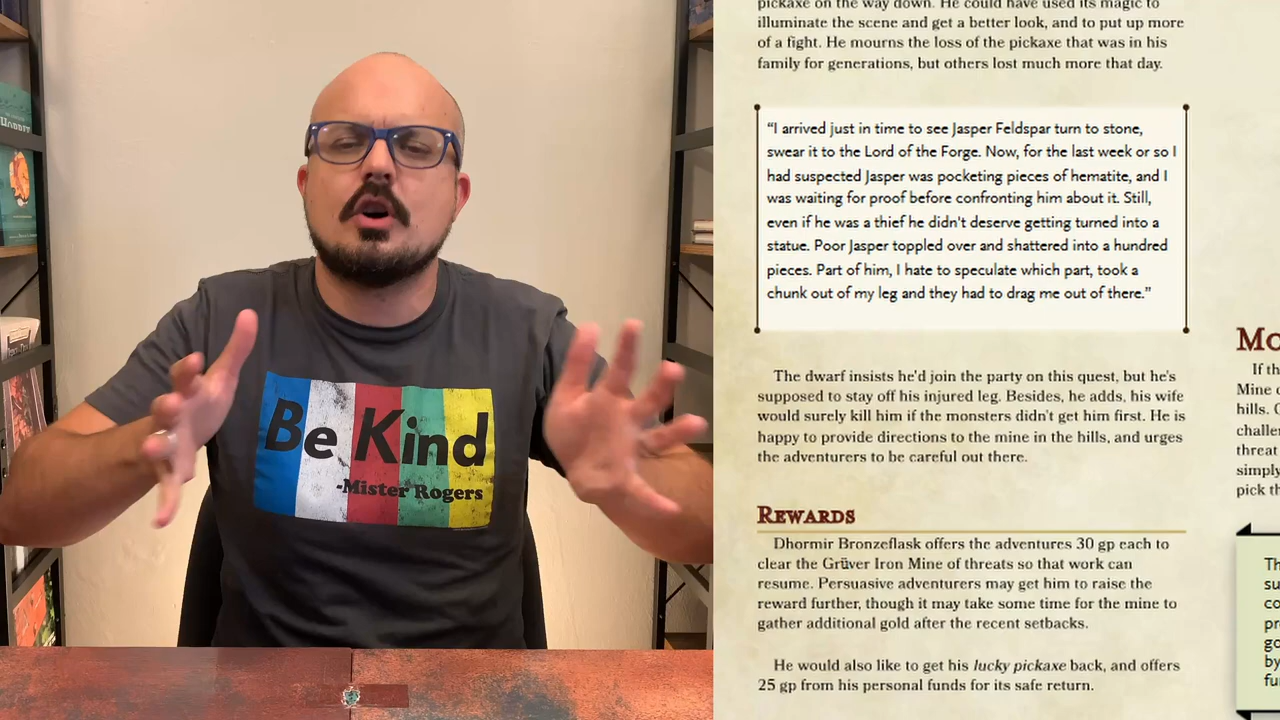 Be Kind
-Mister Rogers
pickaxe on the way down. He could have used its magic to
illuminate the scene and get a better look, and to put up more
of a fight. He mourns the loss of the pickaxe that was in his
family for generations, but others lost much more that day.
“I arrived just in time to see Jasper Feldspar turn to stone,
swear it to the Lord of the Forge. Now, for the last week or so I
had suspected Jasper was pocketing pieces of hematite, and I
was waiting for proof before confronting him about it. Still,
even if he was a thief he didn't deserve getting turned into a
statue. Poor Jasper toppled over and shattered into a hundred
pieces. Part of him, I hate to speculate which part, took a
chunk out of my leg and they had to drag me out of there.”
The dwarf insists he'd join the party on this quest, but he's
supposed to stay off his injured leg. Besides, he adds, his wife
would surely kill him if the monsters didn't get him first. He is
happy to provide directions to the mine in the hills, and urges
the adventurers to be careful out there.
Rewards
Dhormir Bronzeflask offers the adventures 30 gp each to
clear the Grüver Iron Mine of threats so that work can
resume. Persuasive adventurers may get him to raise the
reward further, though it may take some time for the mine to
gather additional gold after the recent setbacks.
He would also like to get his lucky pickaxe back, and offers
25 gp from his personal funds for its safe return.
Mo
If th
Mine o
hills. C
challen
threat
simply
pick th
Th
su
co
pr
go
by
fu